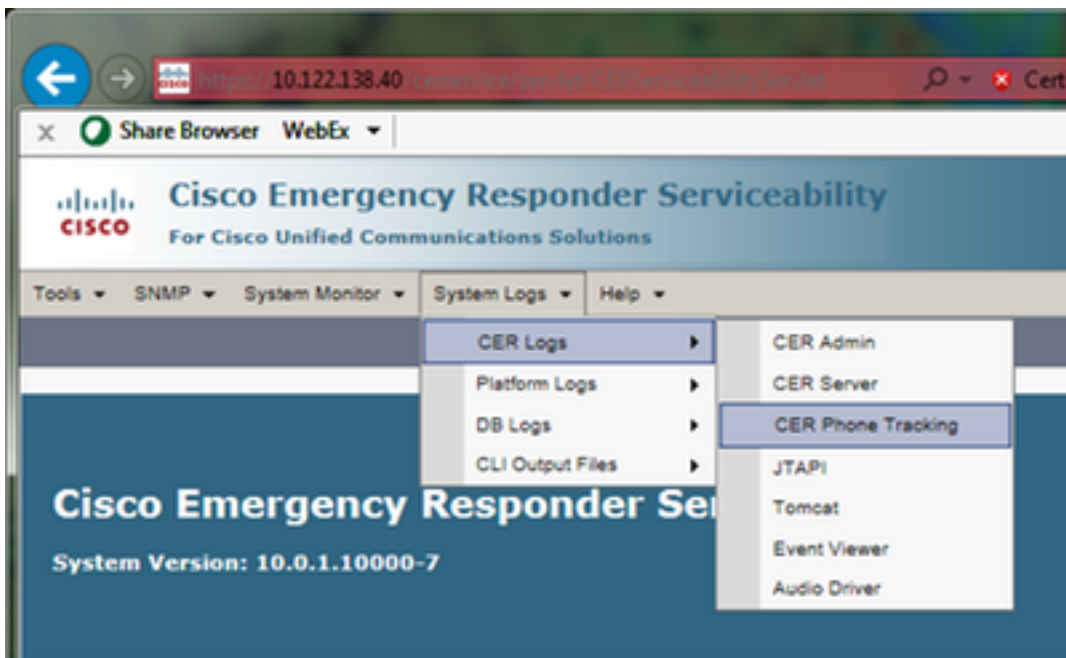 https://10.122.138.40/cerservice/servlet/CERServiceabilityServlet
Cert
x Share Browser WebEx
CISCO
Cisco Emergency Responder Serviceability
For Cisco Unified Communications Solutions
Tools SNMP System Monitor System Logs Help
CER Logs
Platform Logs
DB Logs
CLI Output Files
CER Admin
CER Server
CER Phone Tracking
JTAPI
Tomcat
Event Viewer
Audio Driver
Cisco Emergency Responder Ser
System Version: 10.0.1.10000-7